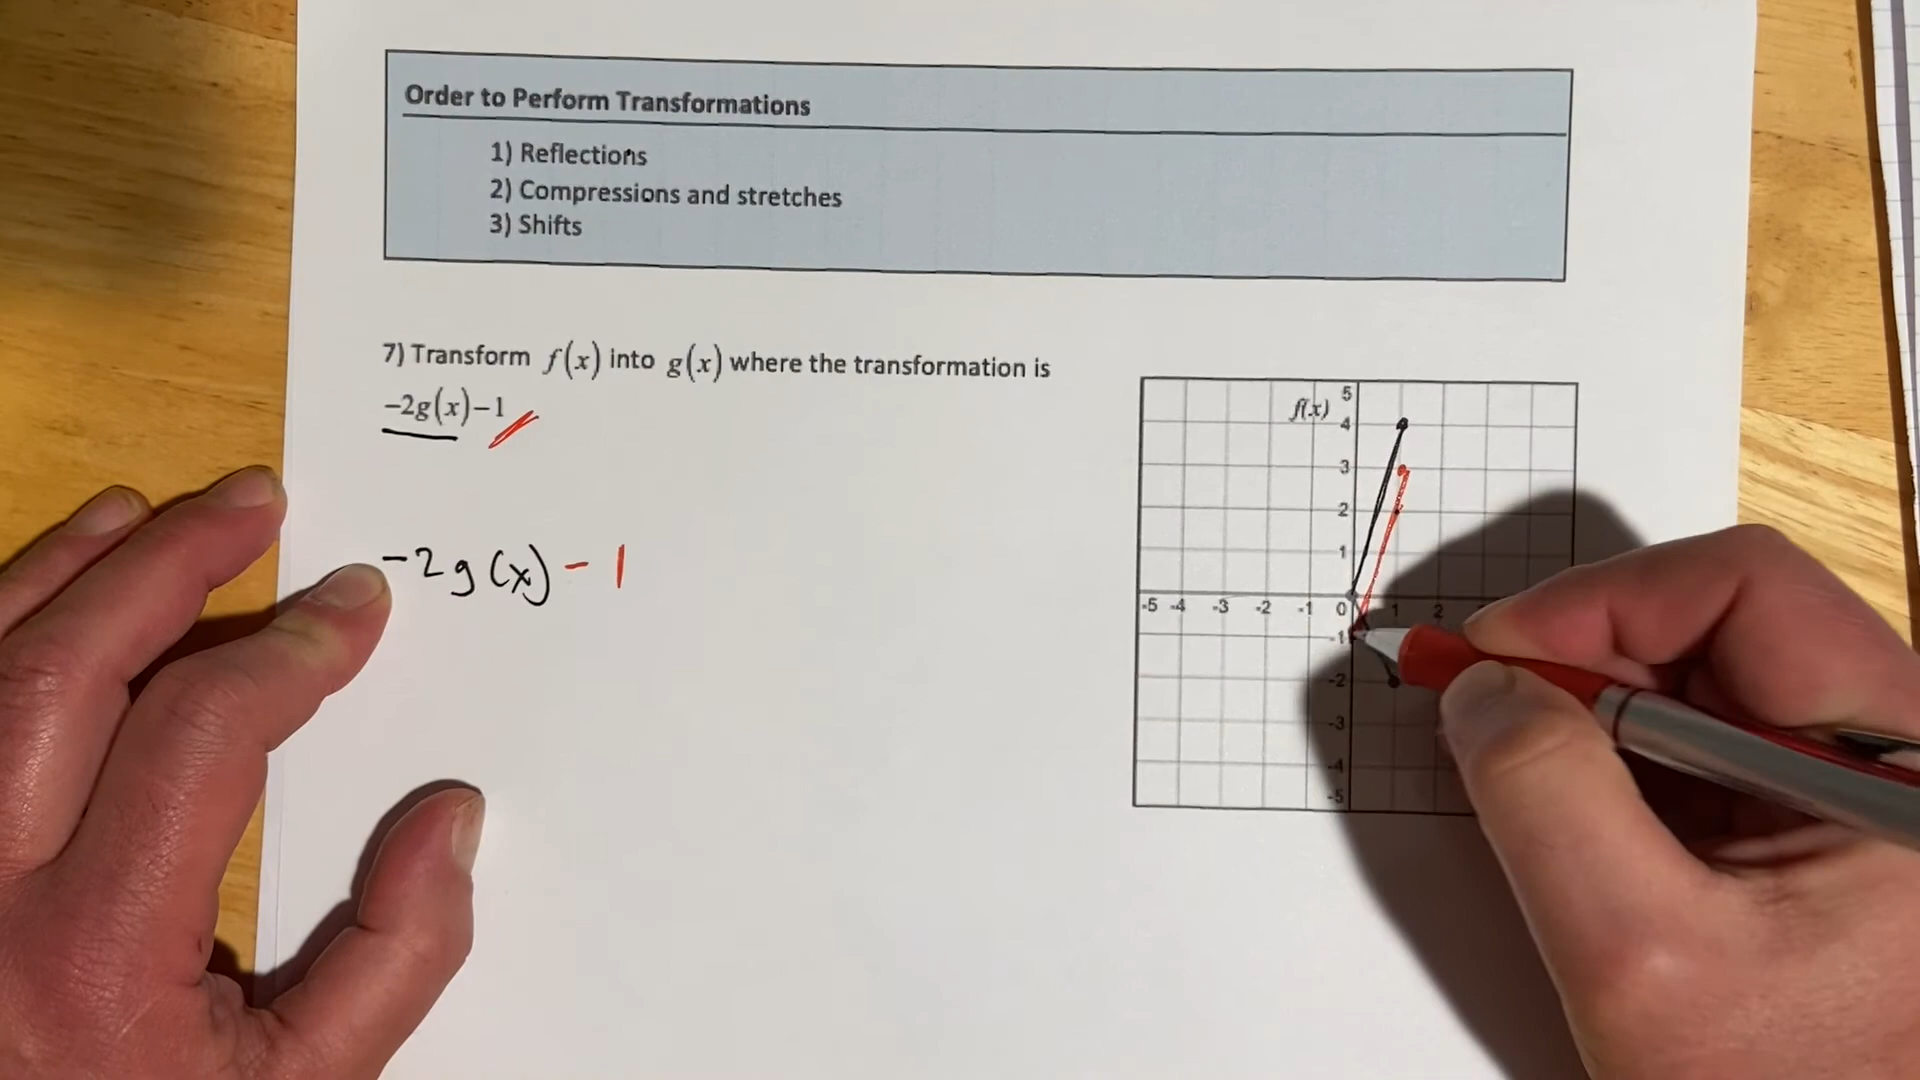 Order to Perform Transformations
1) Reflections
2) Compressions and stretches
3) Shifts
7) Transform f(x) into g(x) where the transformation is
-2g(x)-1
-2g(x) - 1
f(x)
5
4
3
2
1
-5 -4 -3 -2 -1 0 1 2
-1
-2
-3
-4
-5